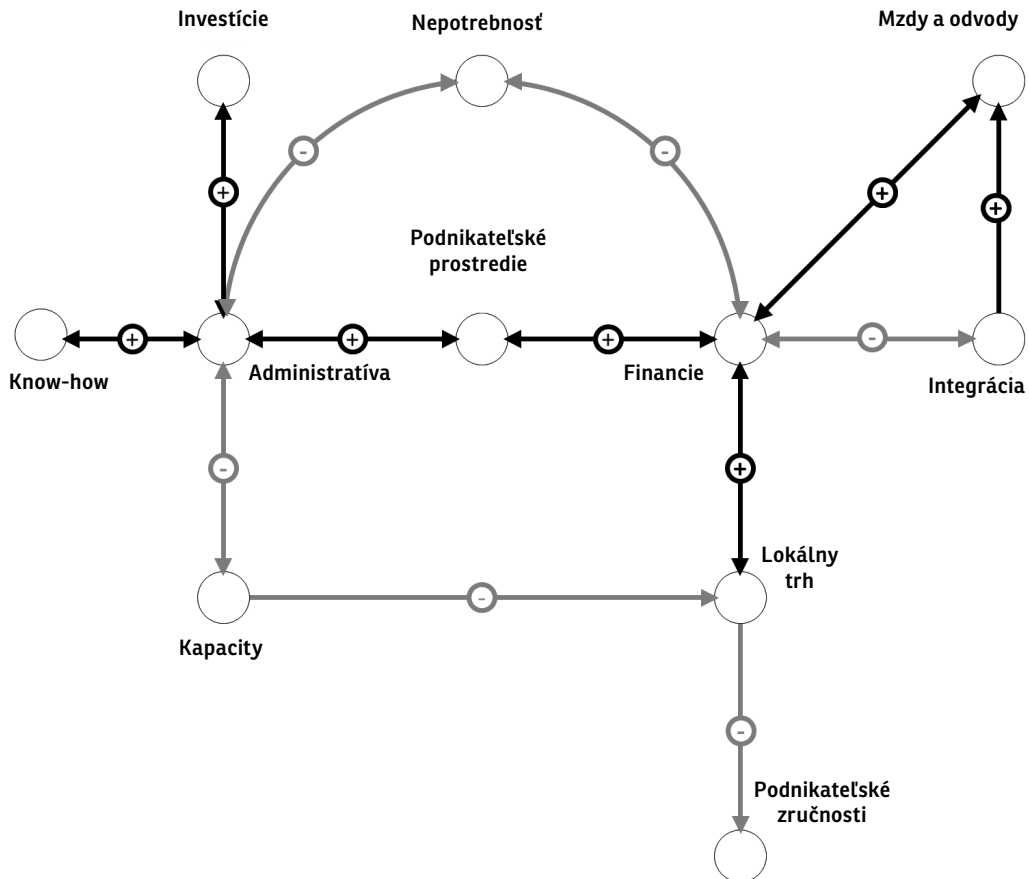 Investície
Nepotrebnosť
Mzdy a odvody
-
-
+
+
+
Podnikateľské
prostredie
+
+
+
-
Know-how
Administratíva
Financie
Integrácia
-
+
Lokálny
trh
-
Kapacity
-
Podnikateľské
zručnosti